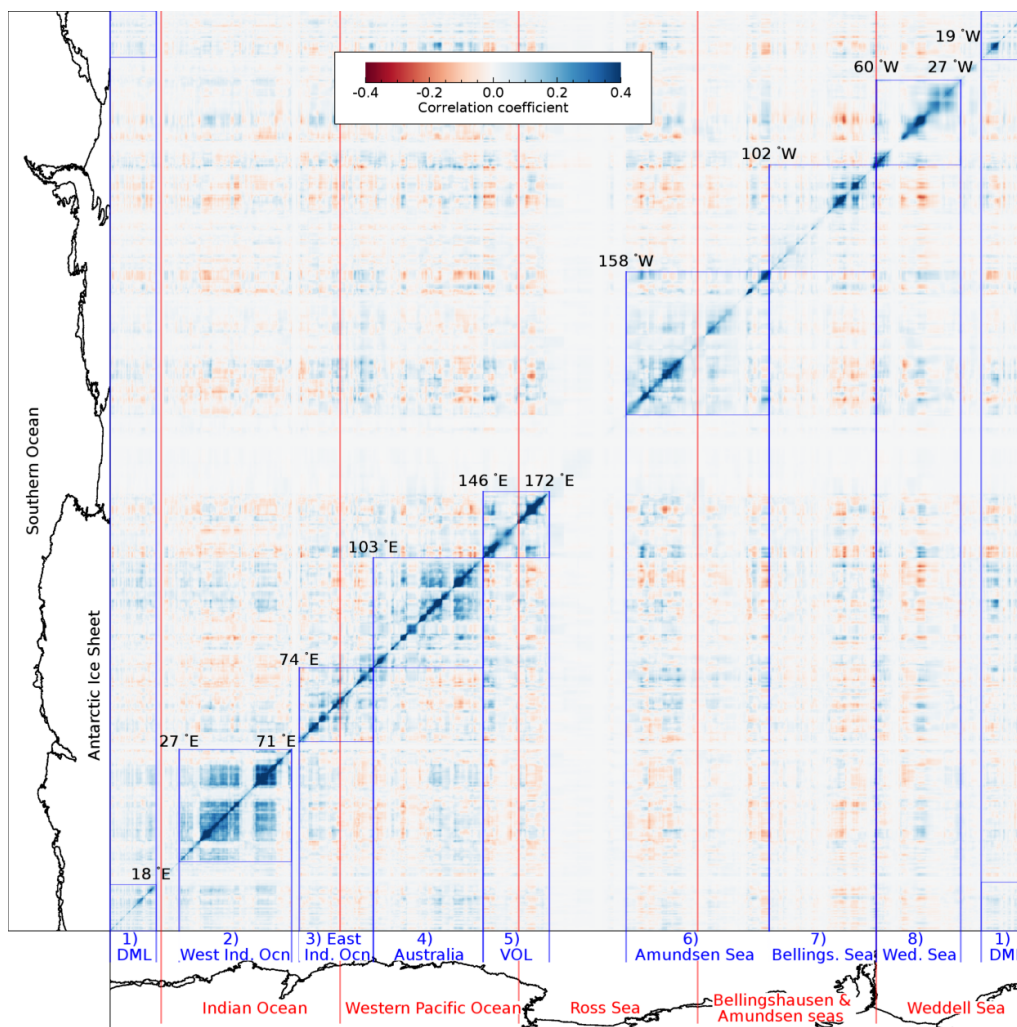 19 °W
60 °W 27 °W
-0.4 -0.2 0.0 0.2 0.4
Correlation coefficient
102 °W
158 °W
Southern Ocean
Antarctic Ice Sheet
146 °E 172 °E
103 °E
74 °E
27 °E 71 °E
18 °E
1) 2) 3) East 4) 5) 6) 7) 8) 1)
DML West Ind. Ocn Ind. Ocn Australia VOL Amundsen Sea Bellings. Sea Wed. Sea DML
Indian Ocean Western Pacific Ocean Ross Sea Bellingshausen & Weddell Sea
Amundsen seas